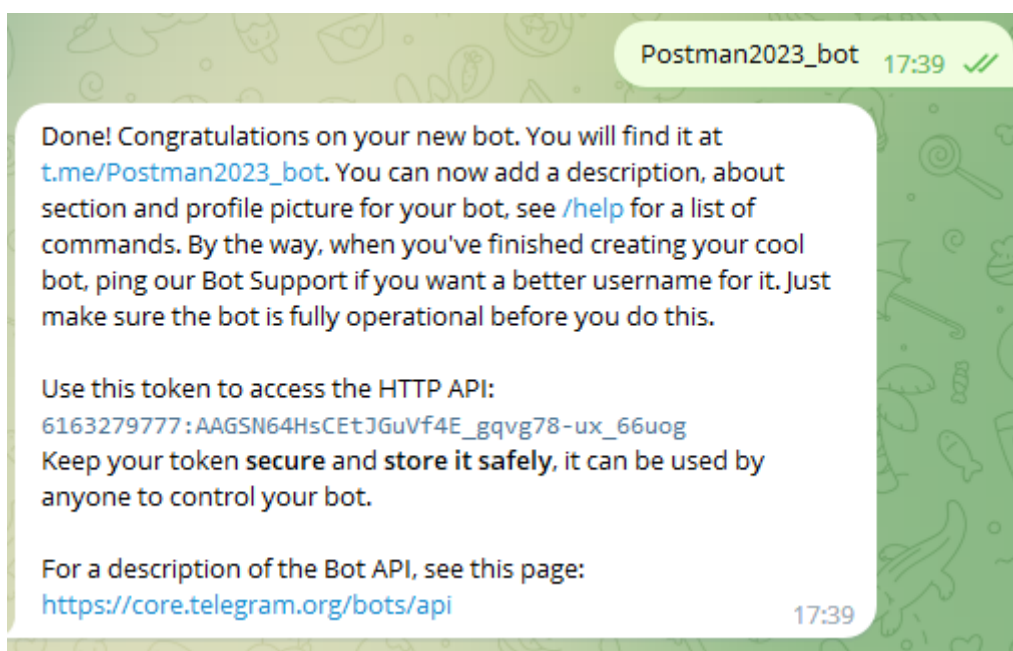 Postman2023_bot 17:39
Done! Congratulations on your new bot. You will find it at
t.me/Postman2023_bot. You can now add a description, about
section and profile picture for your bot, see /help for a list of
commands. By the way, when you've finished creating your cool
bot, ping our Bot Support if you want a better username for it. Just
make sure the bot is fully operational before you do this.
Use this token to access the HTTP API:
6163279777:AAGSN64HsCEtJGuVf4E_gqvg78-ux_66uog
Keep your token secure and store it safely, it can be used by
anyone to control your bot.
For a description of the Bot API, see this page:
https://core.telegram.org/bots/api 17:39